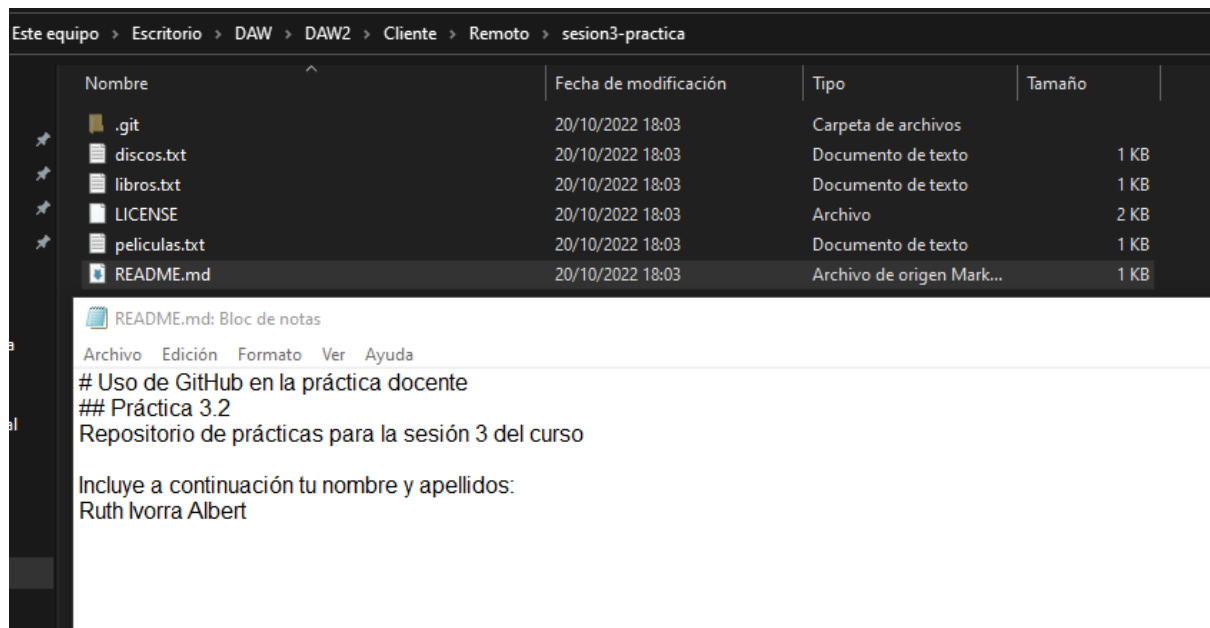 Este equipo > Escritorio > DAW > DAW2 > Cliente > Remoto > sesion3-practica
Nombre Fecha de modificación Tipo Tamaño
.git 20/10/2022 18:03 Carpeta de archivos
discos.txt 20/10/2022 18:03 Documento de texto 1 KB
libros.txt 20/10/2022 18:03 Documento de texto 1 KB
LICENSE 20/10/2022 18:03 Archivo 2 KB
peliculas.txt 20/10/2022 18:03 Documento de texto 1 KB
README.md 20/10/2022 18:03 Archivo de origen Mark... 1 KB
README.md: Bloc de notas
a
Archivo Edición Formato Ver Ayuda
# Uso de GitHub en la práctica docente
## Práctica 3.2
al
Repositorio de prácticas para la sesión 3 del curso
Incluye a continuación tu nombre y apellidos:
Ruth Ivorra Albert